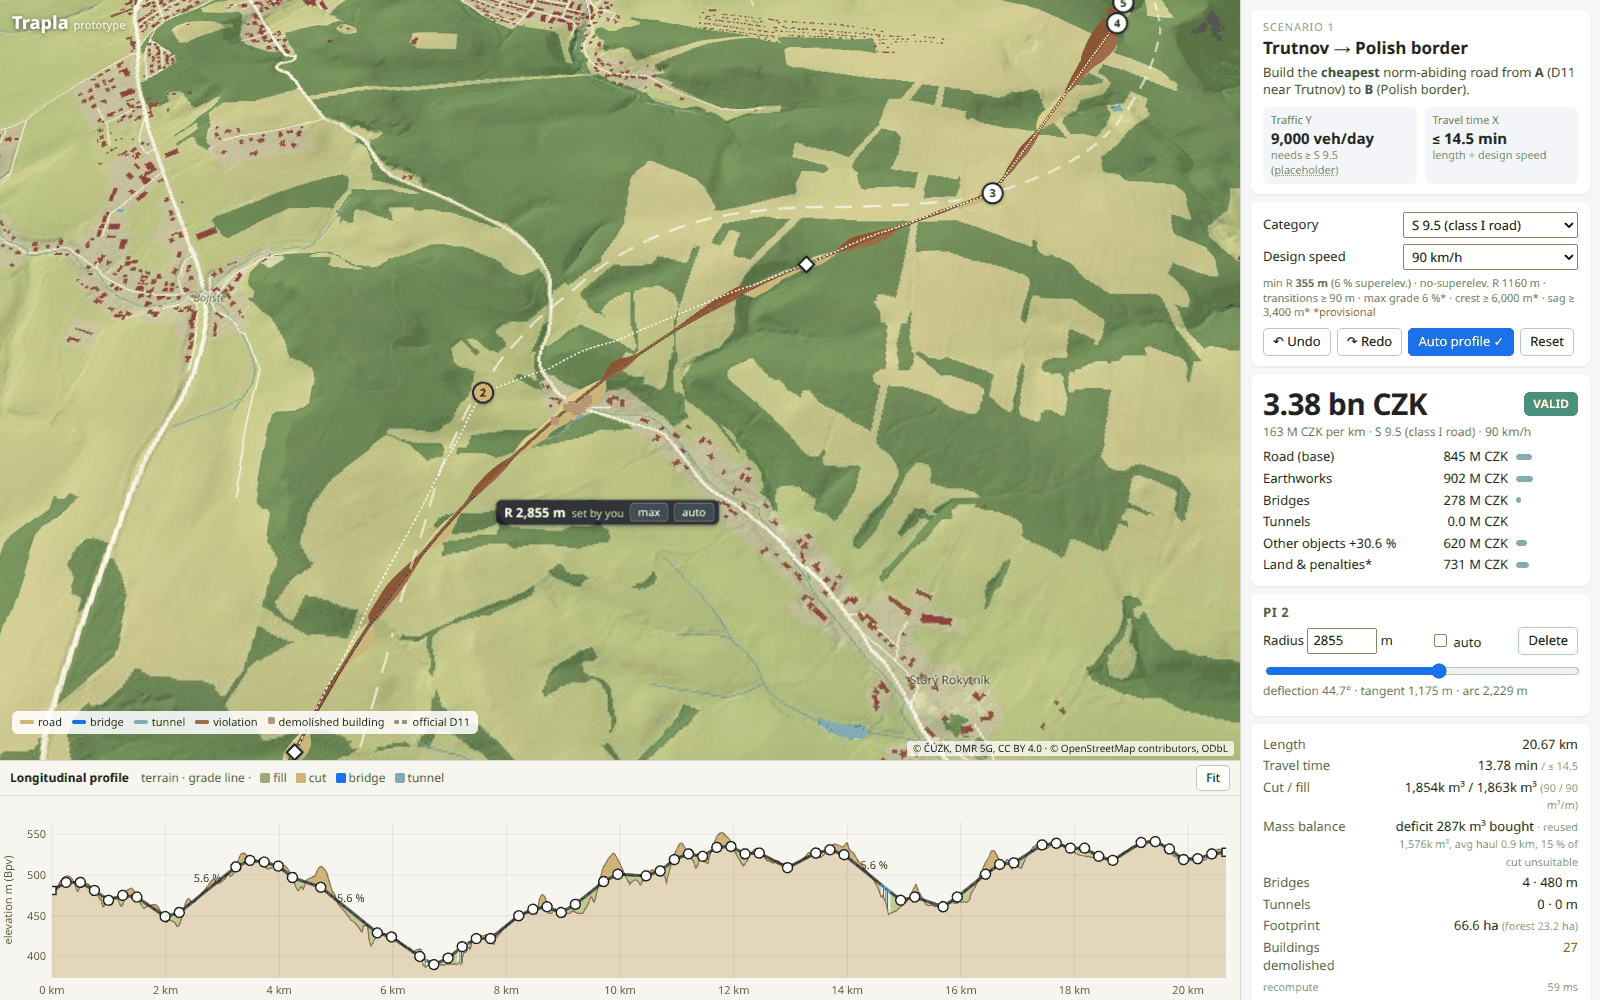 Trapla prototype
5
4
3
2
Bojiště
R 2,855 m set by you max auto
Starý Rokytník
road bridge tunnel violation demolished building official D11
© ČÚZK, DMR 5G, CC BY 4.0 · © OpenStreetMap contributors, ODbL
Longitudinal profile terrain · grade line · fill cut bridge tunnel
Fit
elevation m (Bpv)
550
500
450
400
5.6 %
5.6 %
5.6 %
0 km 2 km 4 km 6 km 8 km 10 km 12 km 14 km 16 km 18 km 20 km
SCENARIO 1
Trutnov → Polish border
Build the cheapest norm-abiding road from A (D11
near Trutnov) to B (Polish border).
Traffic Y
9,000 veh/day
needs ≥ S 9.5
(placeholder)
Travel time X
≤ 14.5 min
length ÷ design speed
Category S 9.5 (class I road)
Design speed 90 km/h
min R 355 m (6 % superelev.) · no-superelev. R 1160 m ·
transitions ≥ 90 m · max grade 6 %* · crest ≥ 6,000 m* · sag ≥
3,400 m* *provisional
↶ Undo ↷ Redo Auto profile ✓ Reset
3.38 bn CZK VALID
163 M CZK per km · S 9.5 (class I road) · 90 km/h
Road (base) 845 M CZK
Earthworks 902 M CZK
Bridges 278 M CZK
Tunnels 0.0 M CZK
Other objects +30.6 % 620 M CZK
Land & penalties* 731 M CZK
PI 2
Radius 2855 m auto Delete
deflection 44.7° · tangent 1,175 m · arc 2,229 m
Length 20.67 km
Travel time 13.78 min / ≤ 14.5
Cut / fill 1,854k m³ / 1,863k m³ (90 / 90
m³/m)
Mass balance deficit 287k m³ bought · reused
1,576k m³, avg haul 0.9 km, 15 % of
cut unsuitable
Bridges 4 · 480 m
Tunnels 0 · 0 m
Footprint 66.6 ha (forest 23.2 ha)
Buildings 27
demolished
recompute 59 ms